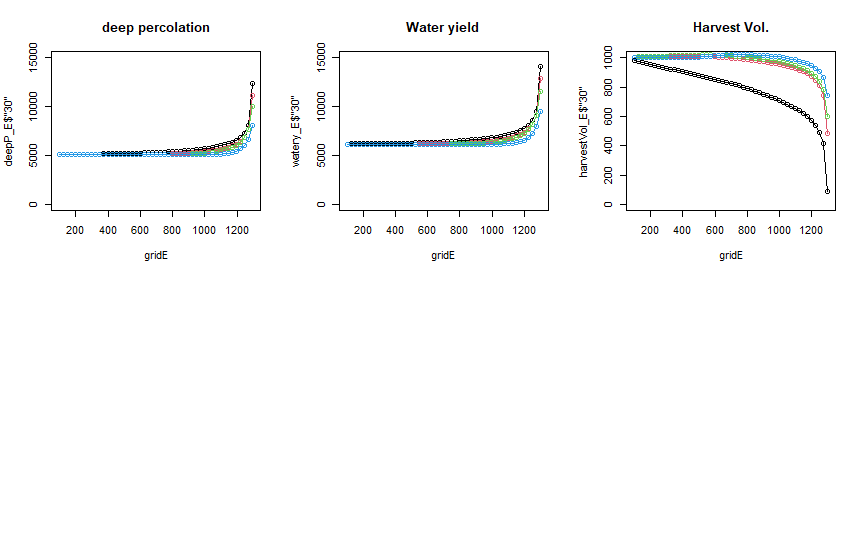 deep percolation
deepP_E$"30"
15000
10000
5000
0
200 400 600 800 1000 1200
gridE
Water yield
watery_E$"30"
15000
10000
5000
0
200 400 600 800 1000 1200
gridE
Harvest Vol.
harvestVol_E$"30"
1000
800
600
400
200
0
200 400 600 800 1000 1200
gridE